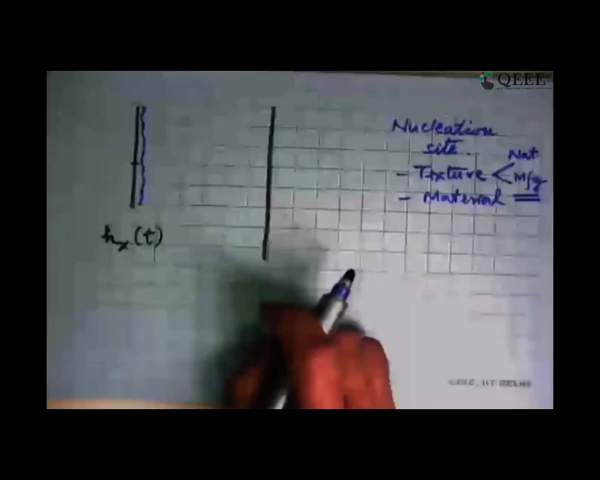 QEEE
Nucleation
site.
- Texture < Nat
Mfg
- Material
hx(t)